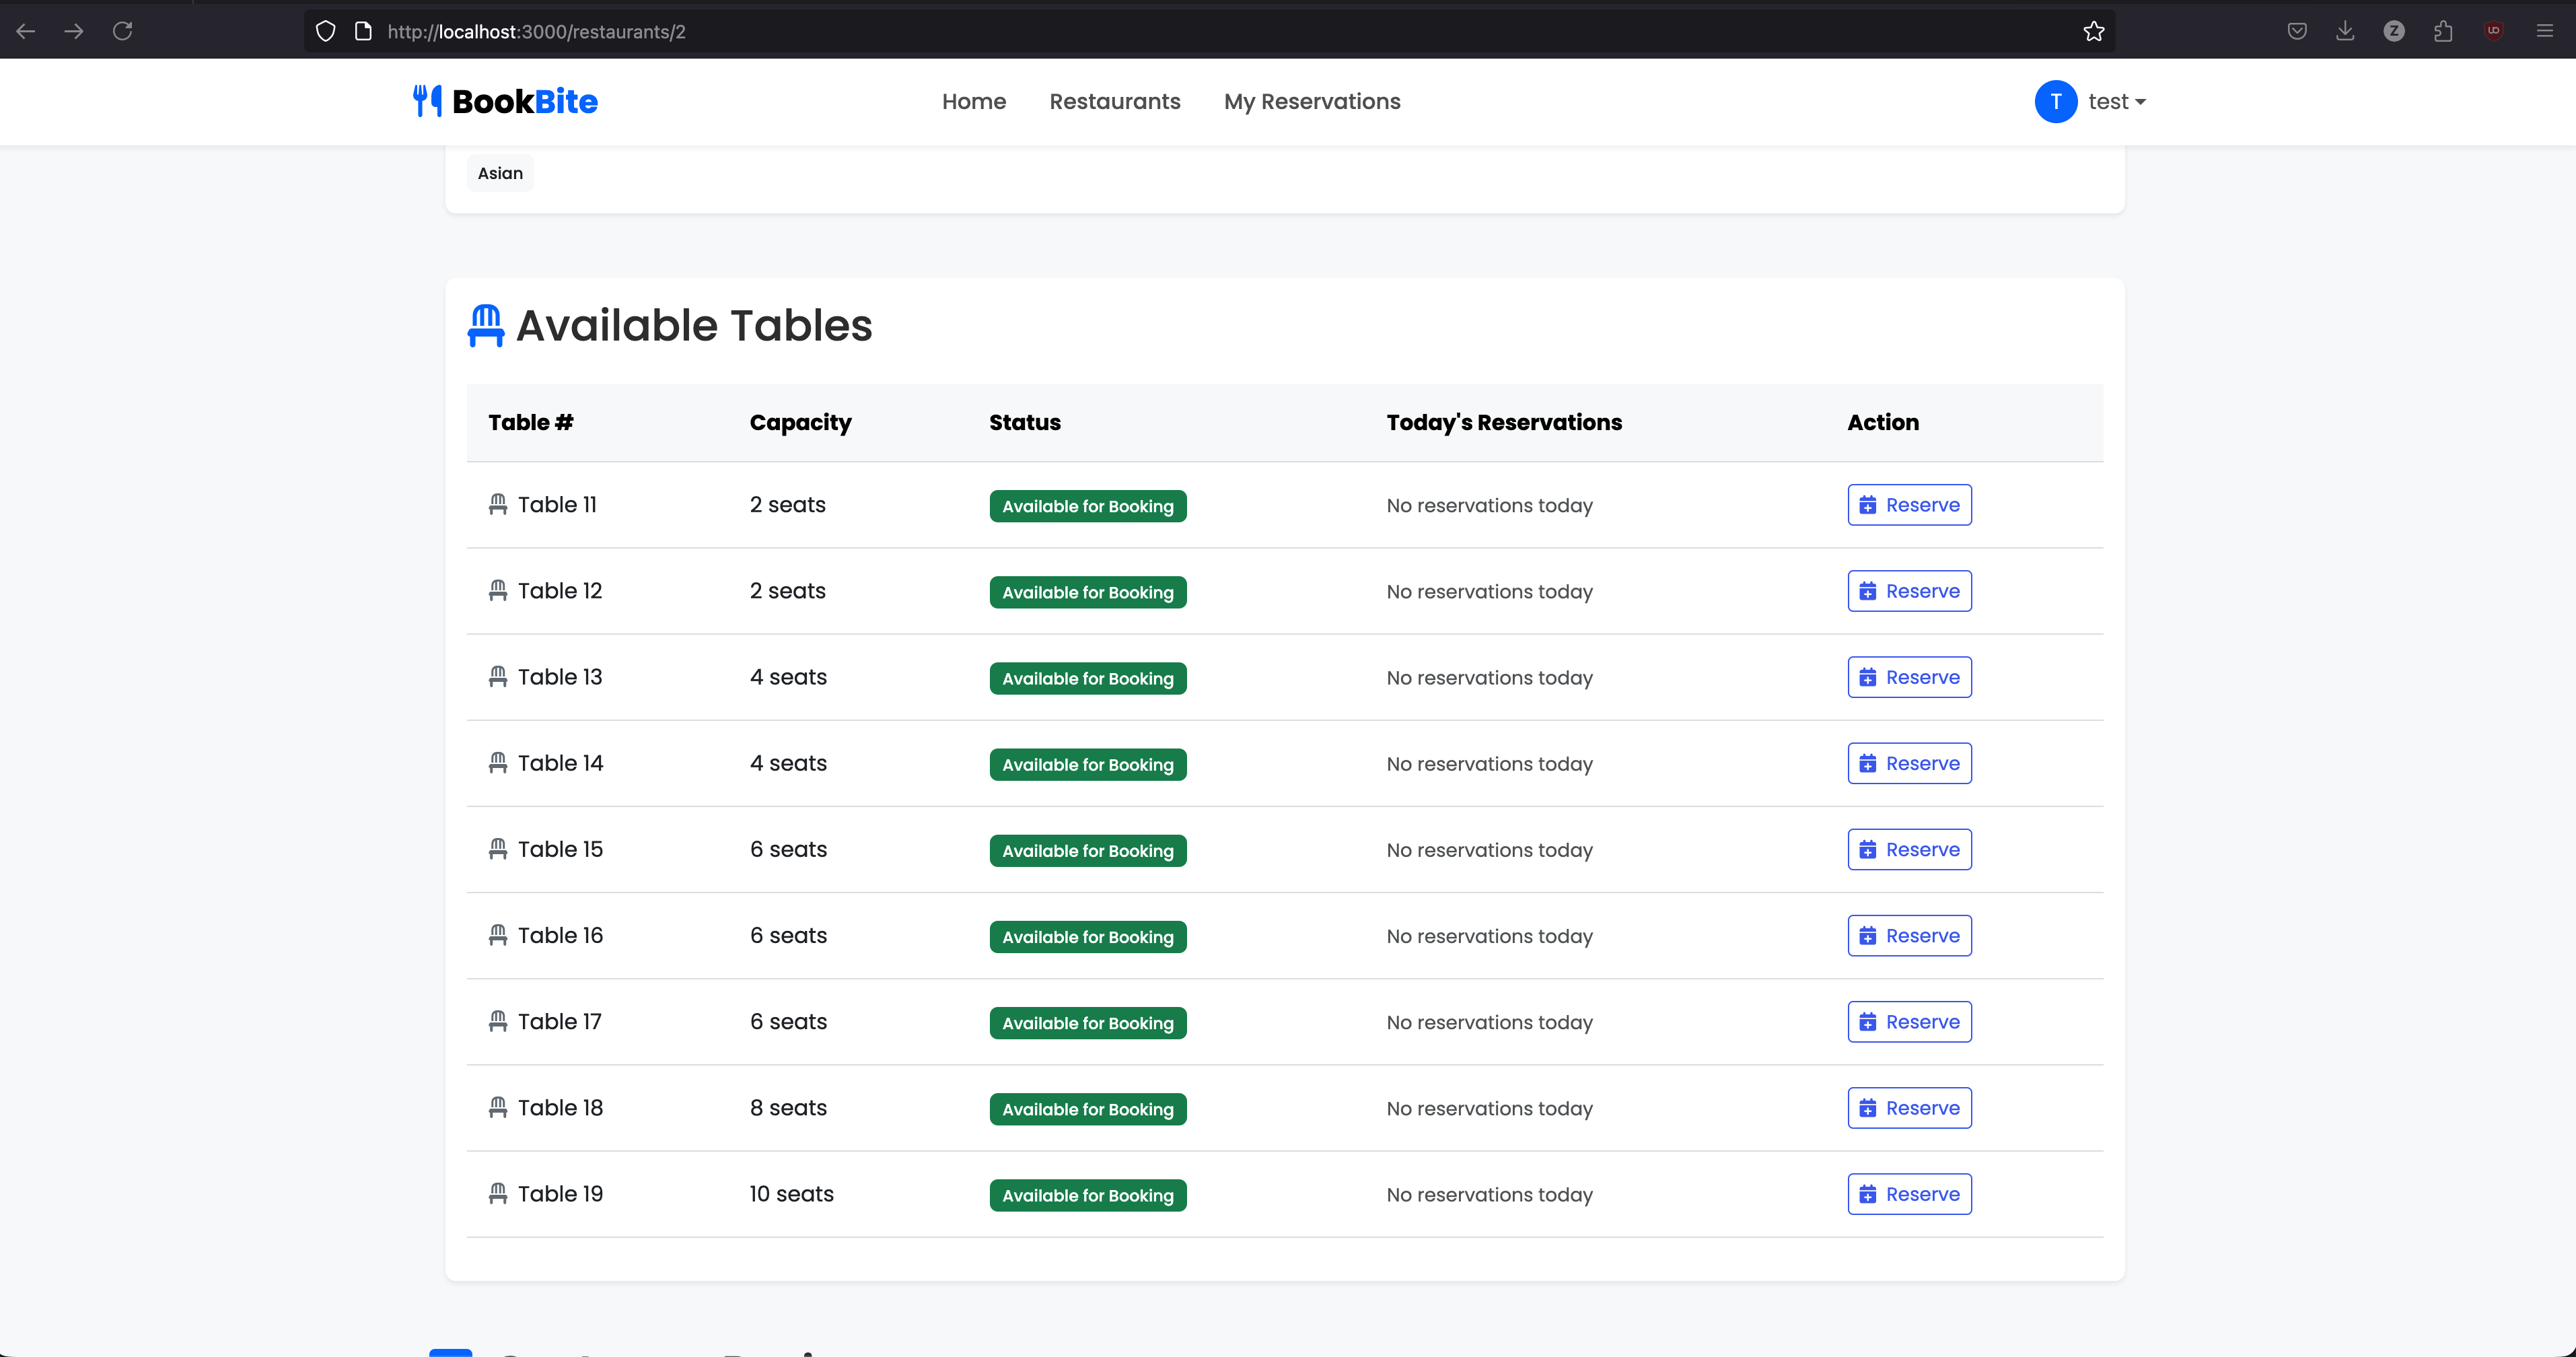 http://localhost:3000/restaurants/2
Z
BookBite
Home Restaurants My Reservations
T test
Asian
Available Tables
Table # Capacity Status Today's Reservations Action
Table 11 2 seats Available for Booking No reservations today Reserve
Table 12 2 seats Available for Booking No reservations today Reserve
Table 13 4 seats Available for Booking No reservations today Reserve
Table 14 4 seats Available for Booking No reservations today Reserve
Table 15 6 seats Available for Booking No reservations today Reserve
Table 16 6 seats Available for Booking No reservations today Reserve
Table 17 6 seats Available for Booking No reservations today Reserve
Table 18 8 seats Available for Booking No reservations today Reserve
Table 19 10 seats Available for Booking No reservations today Reserve